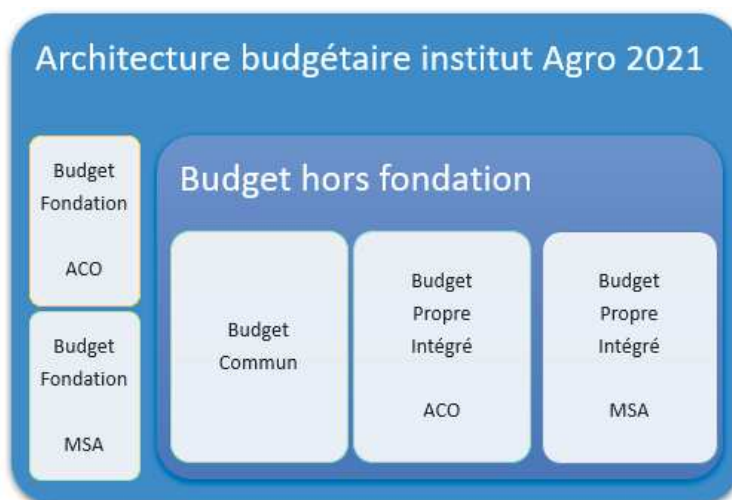 Architecture budgétaire institut Agro 2021
Budget
Fondation
ACO
Budget
Fondation
MSA
Budget hors fondation
Budget
Commun
Budget
Propre
Intégré
ACO
Budget
Propre
Intégré
MSA